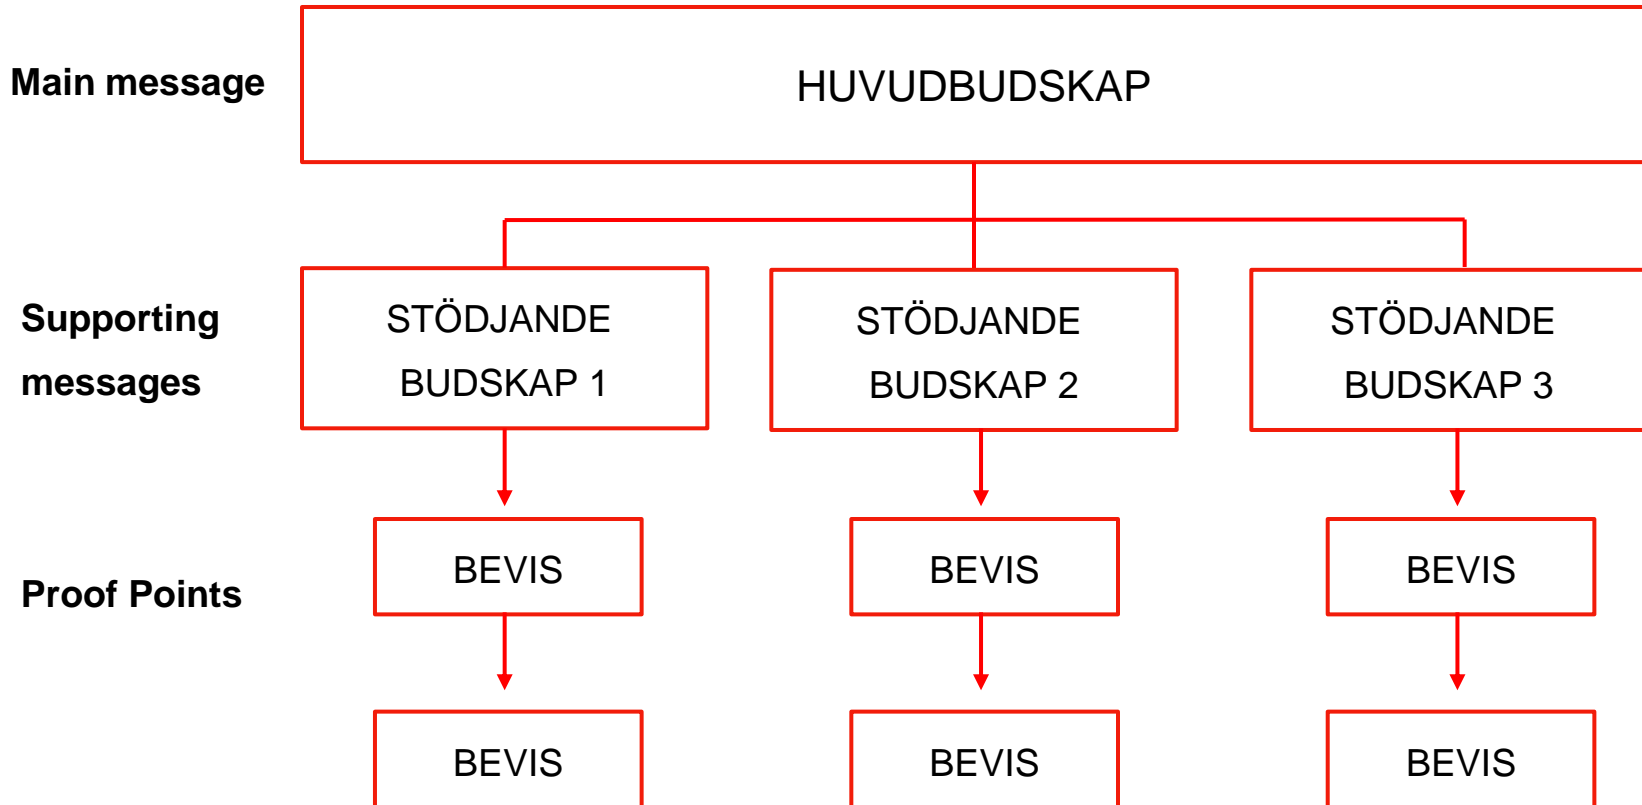 Main message
HUVUDBUDSKAP
Supporting
messages
STÖDJANDE
BUDSKAP 1
STÖDJANDE
BUDSKAP 2
STÖDJANDE
BUDSKAP 3
Proof Points
BEVIS
BEVIS
BEVIS
BEVIS
BEVIS
BEVIS